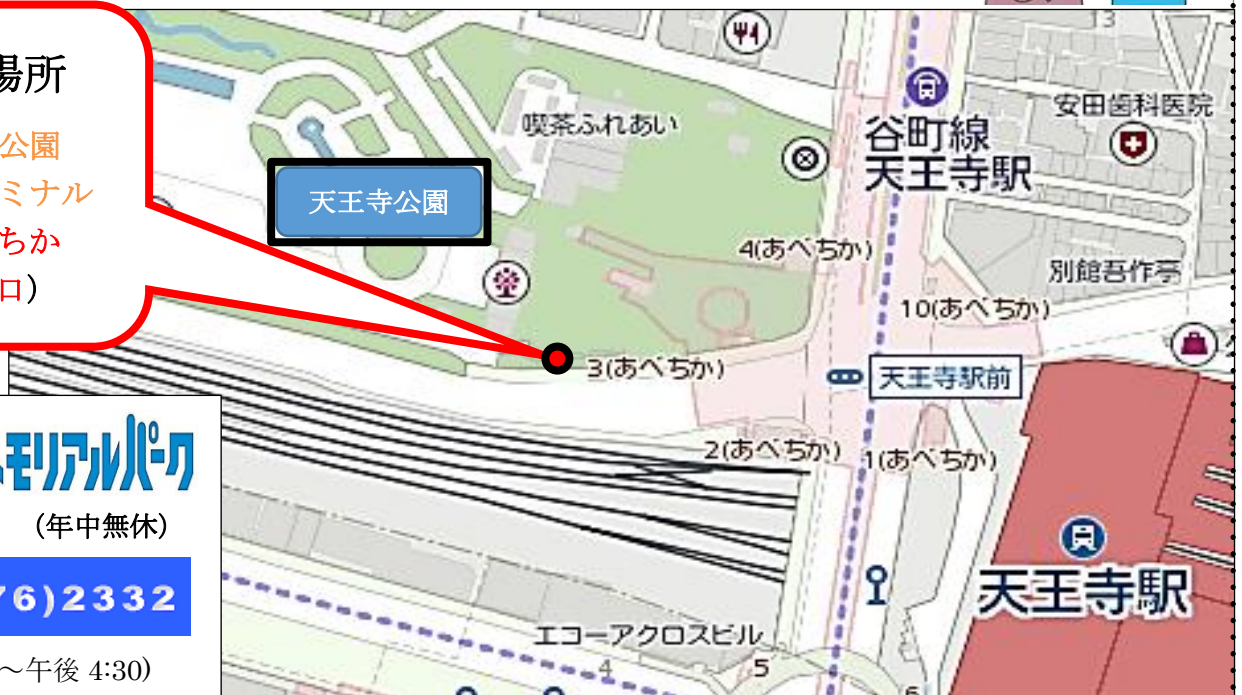 場所
公園
ミナル
ちか
口)
天王寺公園
喫茶ふれあい
谷町線
天王寺駅
安田歯科医院
13
4(あべちか)
別館吾作亭
10(あべちか)
3(あべちか)
天王寺駅前
2(あべちか)
1(あべちか)
モリアルパーク
(年中無休)
76)2332
～午後 4:30)
天王寺駅
エコーアクロスビル
4
5
6